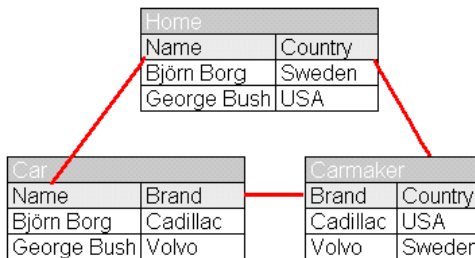 Home
Name Country
Björn Borg Sweden
George Bush USA
Car
Name Brand
Björn Borg Cadillac
George Bush Volvo
Carmaker
Brand Country
Cadillac USA
Volvo Sweden